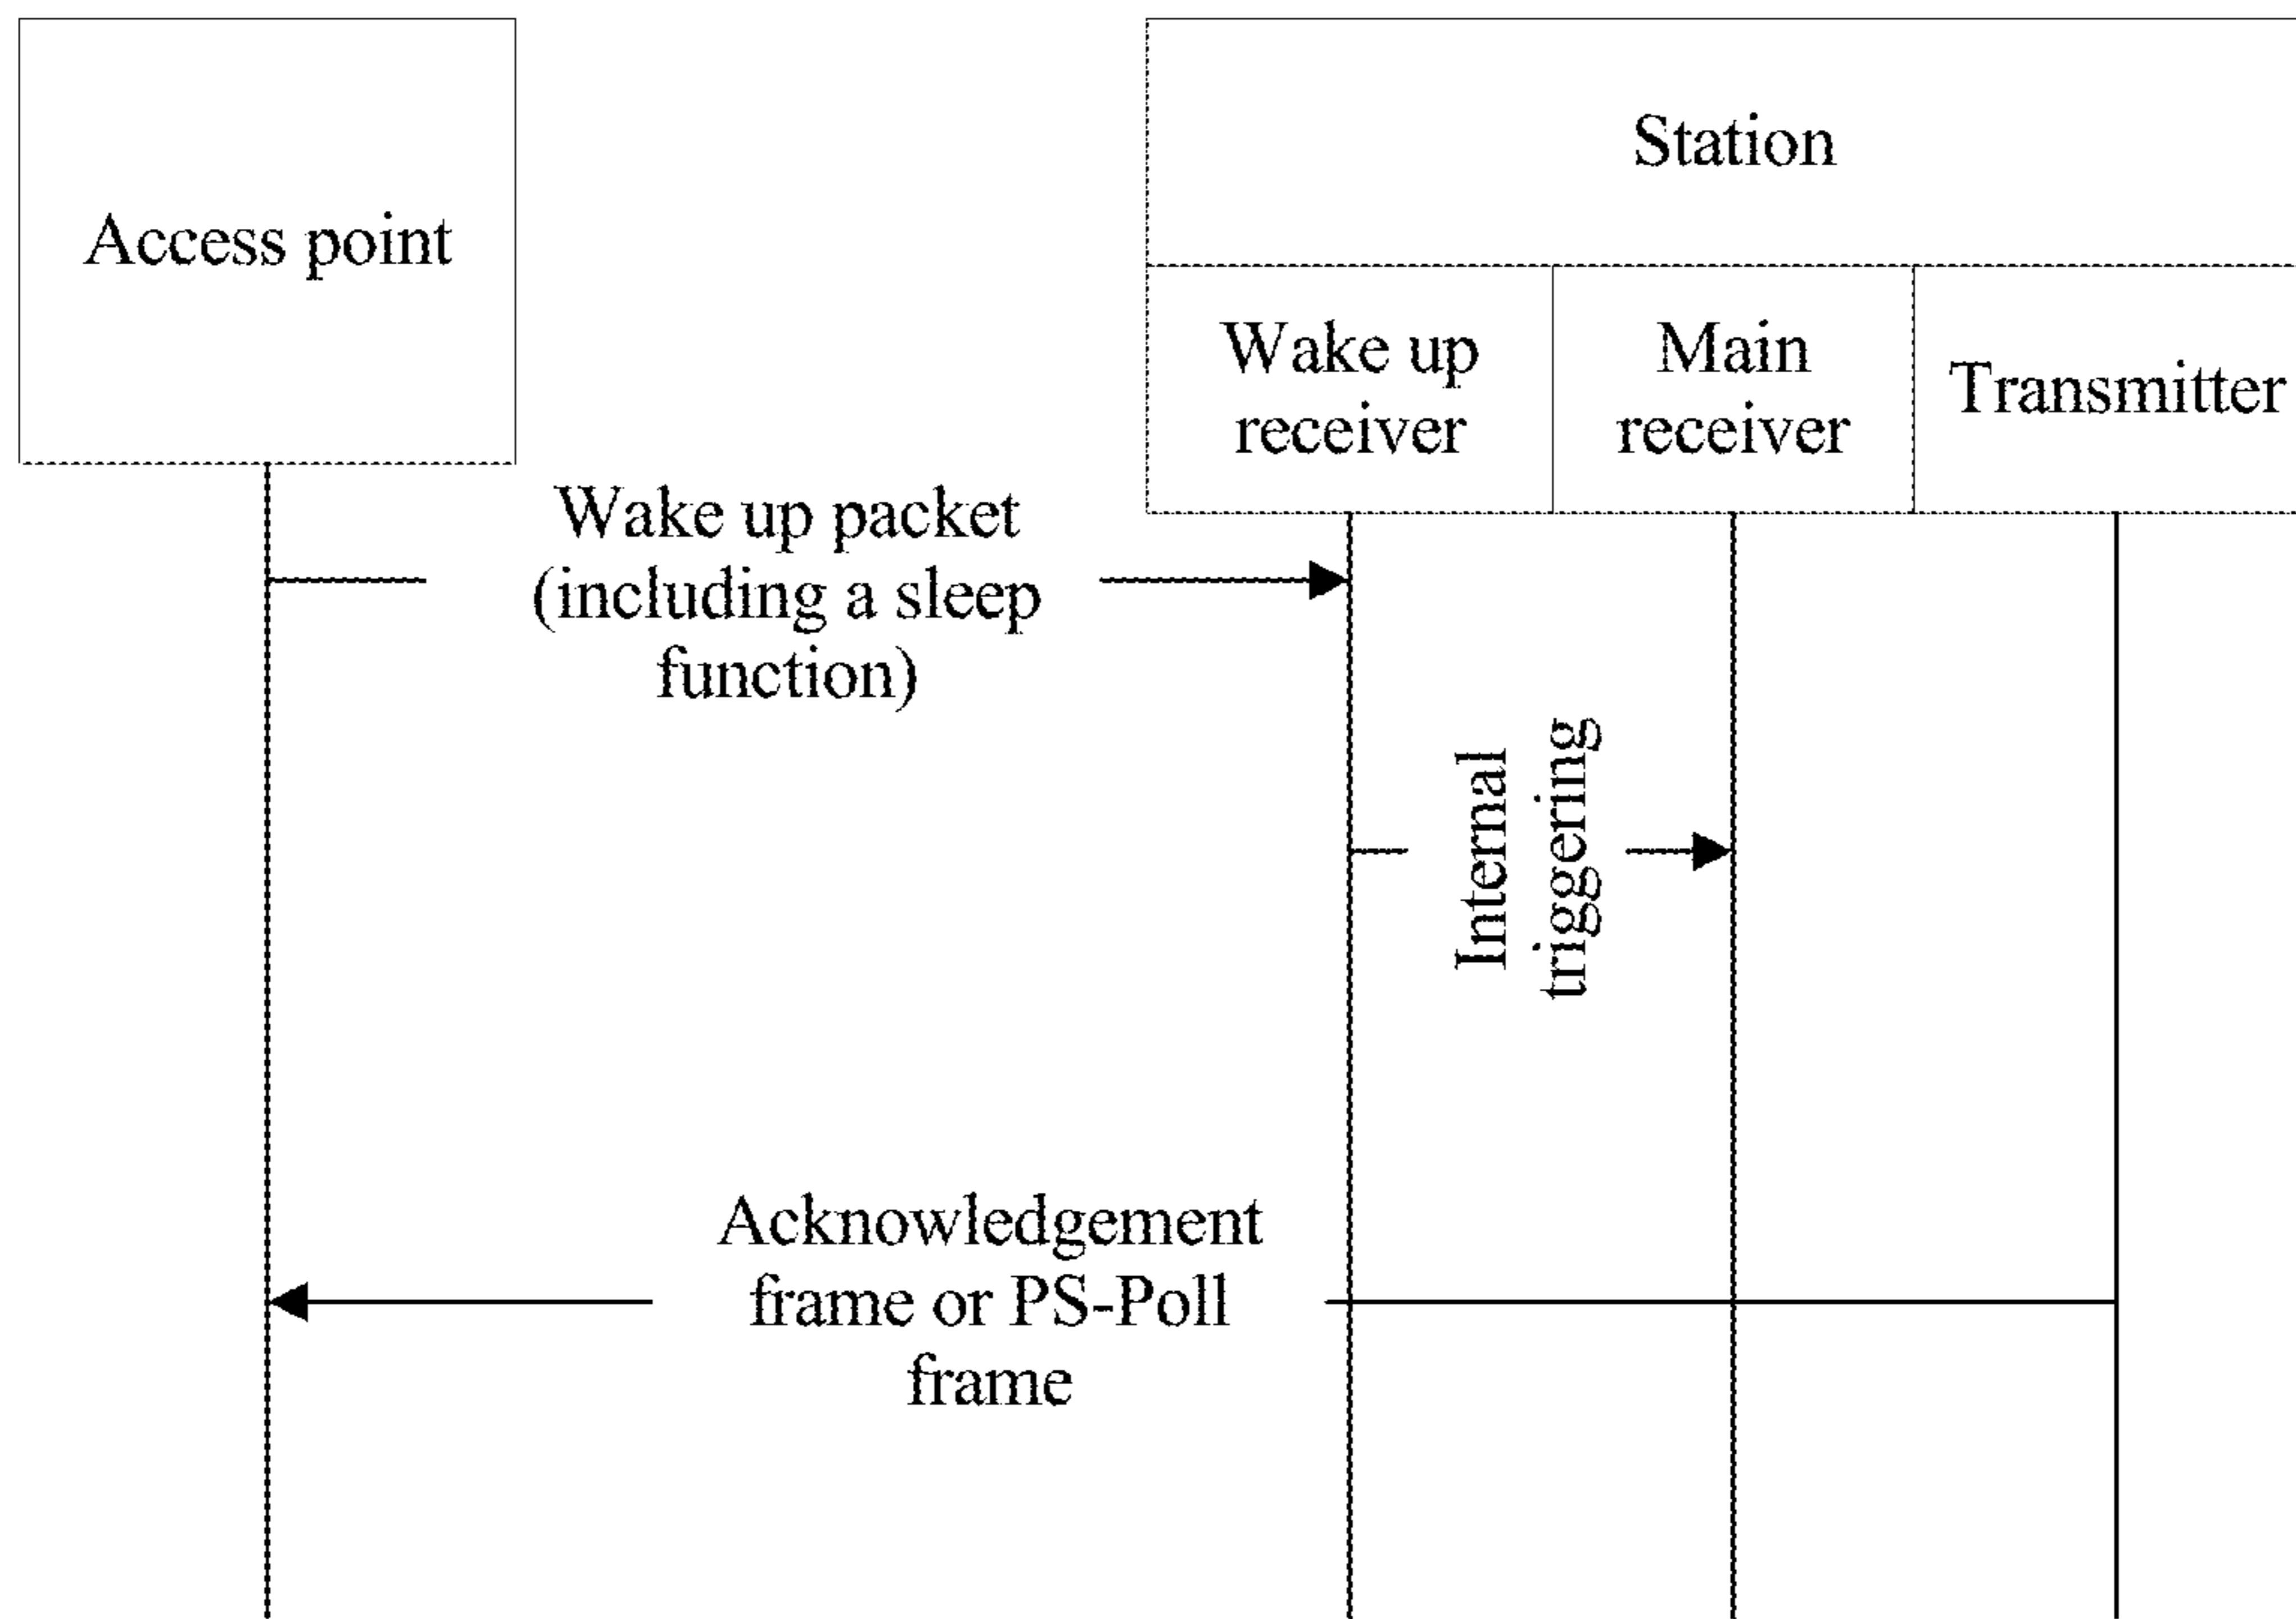 Access point
Station
Wake up
receiver
Main
receiver
Transmitter
Wake up packet
(including a sleep
function)
Internal
triggering
Acknowledgement
frame or PS-Poll
frame